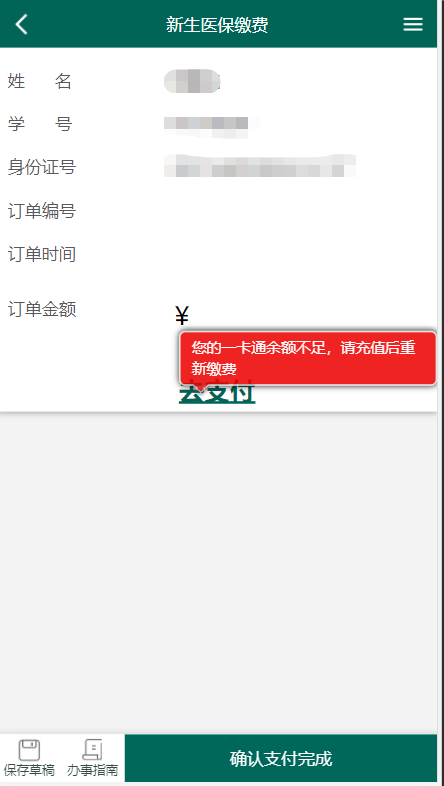 新生医保缴费
姓 名
学 号
身份证号
订单编号
订单时间
订单金额 ¥
您的一卡通余额不足，请充值后重
新缴费
去支付
保存草稿 办事指南 确认支付完成